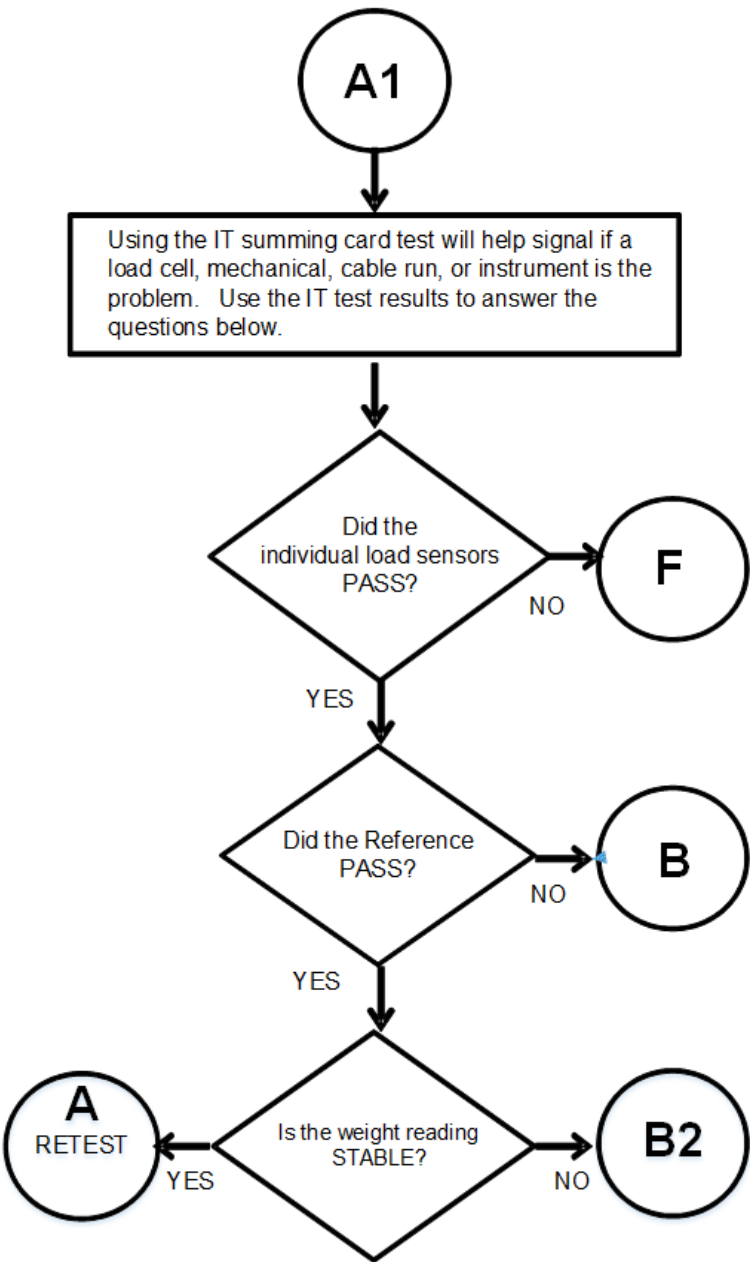 A1
Using the IT summing card test will help signal if a
load cell, mechanical, cable run, or instrument is the
problem.   Use the IT test results to answer the
questions below.
Did the
individual load sensors
PASS?
F
NO
YES
Did the Reference
PASS?
B
NO
YES
A
RETEST
YES
Is the weight reading
STABLE?
NO
B2